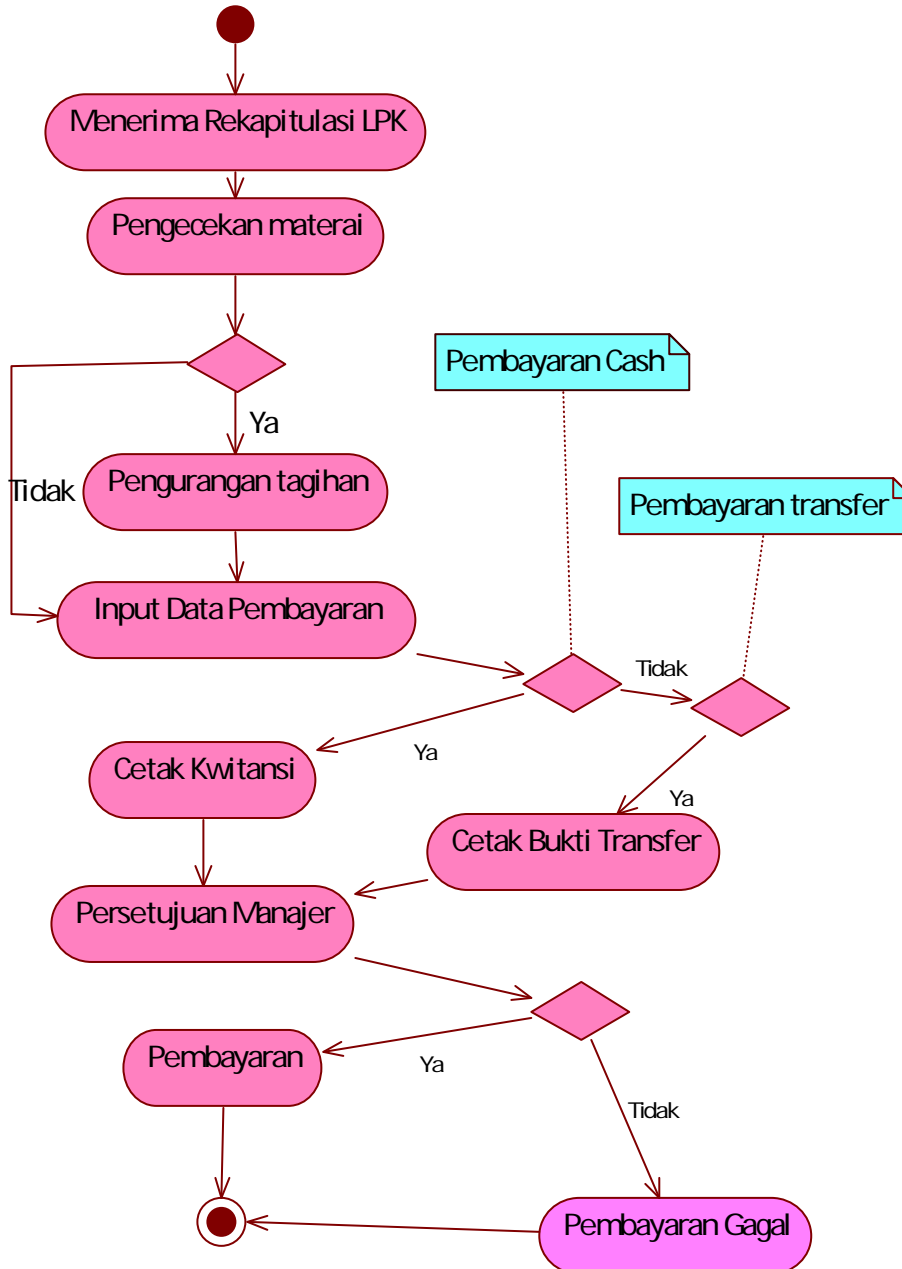 Menerima Rekapitulasi LPK
Pengecekan materai
Pembayaran Cash
Ya
Pengurangan tagihan
Tidak
Pembayaran transfer
Input Data Pembayaran
Tidak
Ya
Cetak Kwitansi
Ya
Cetak Bukti Transfer
Persetujuan Manajer
Pembayaran
Ya
Tidak
Pembayaran Gagal